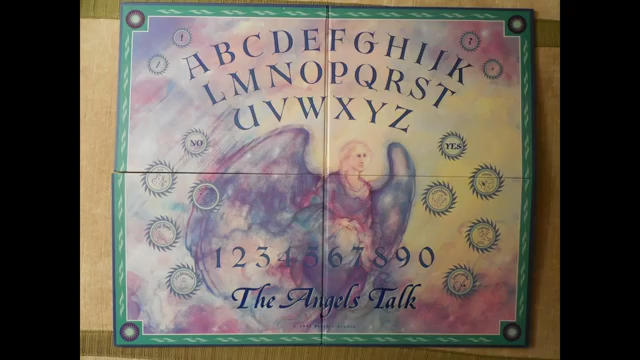 ! ?
/ .
ABCDEFGHIJK
LMNOPQRST
UVWXYZ
NO YES
1234567890
The Angels Talk